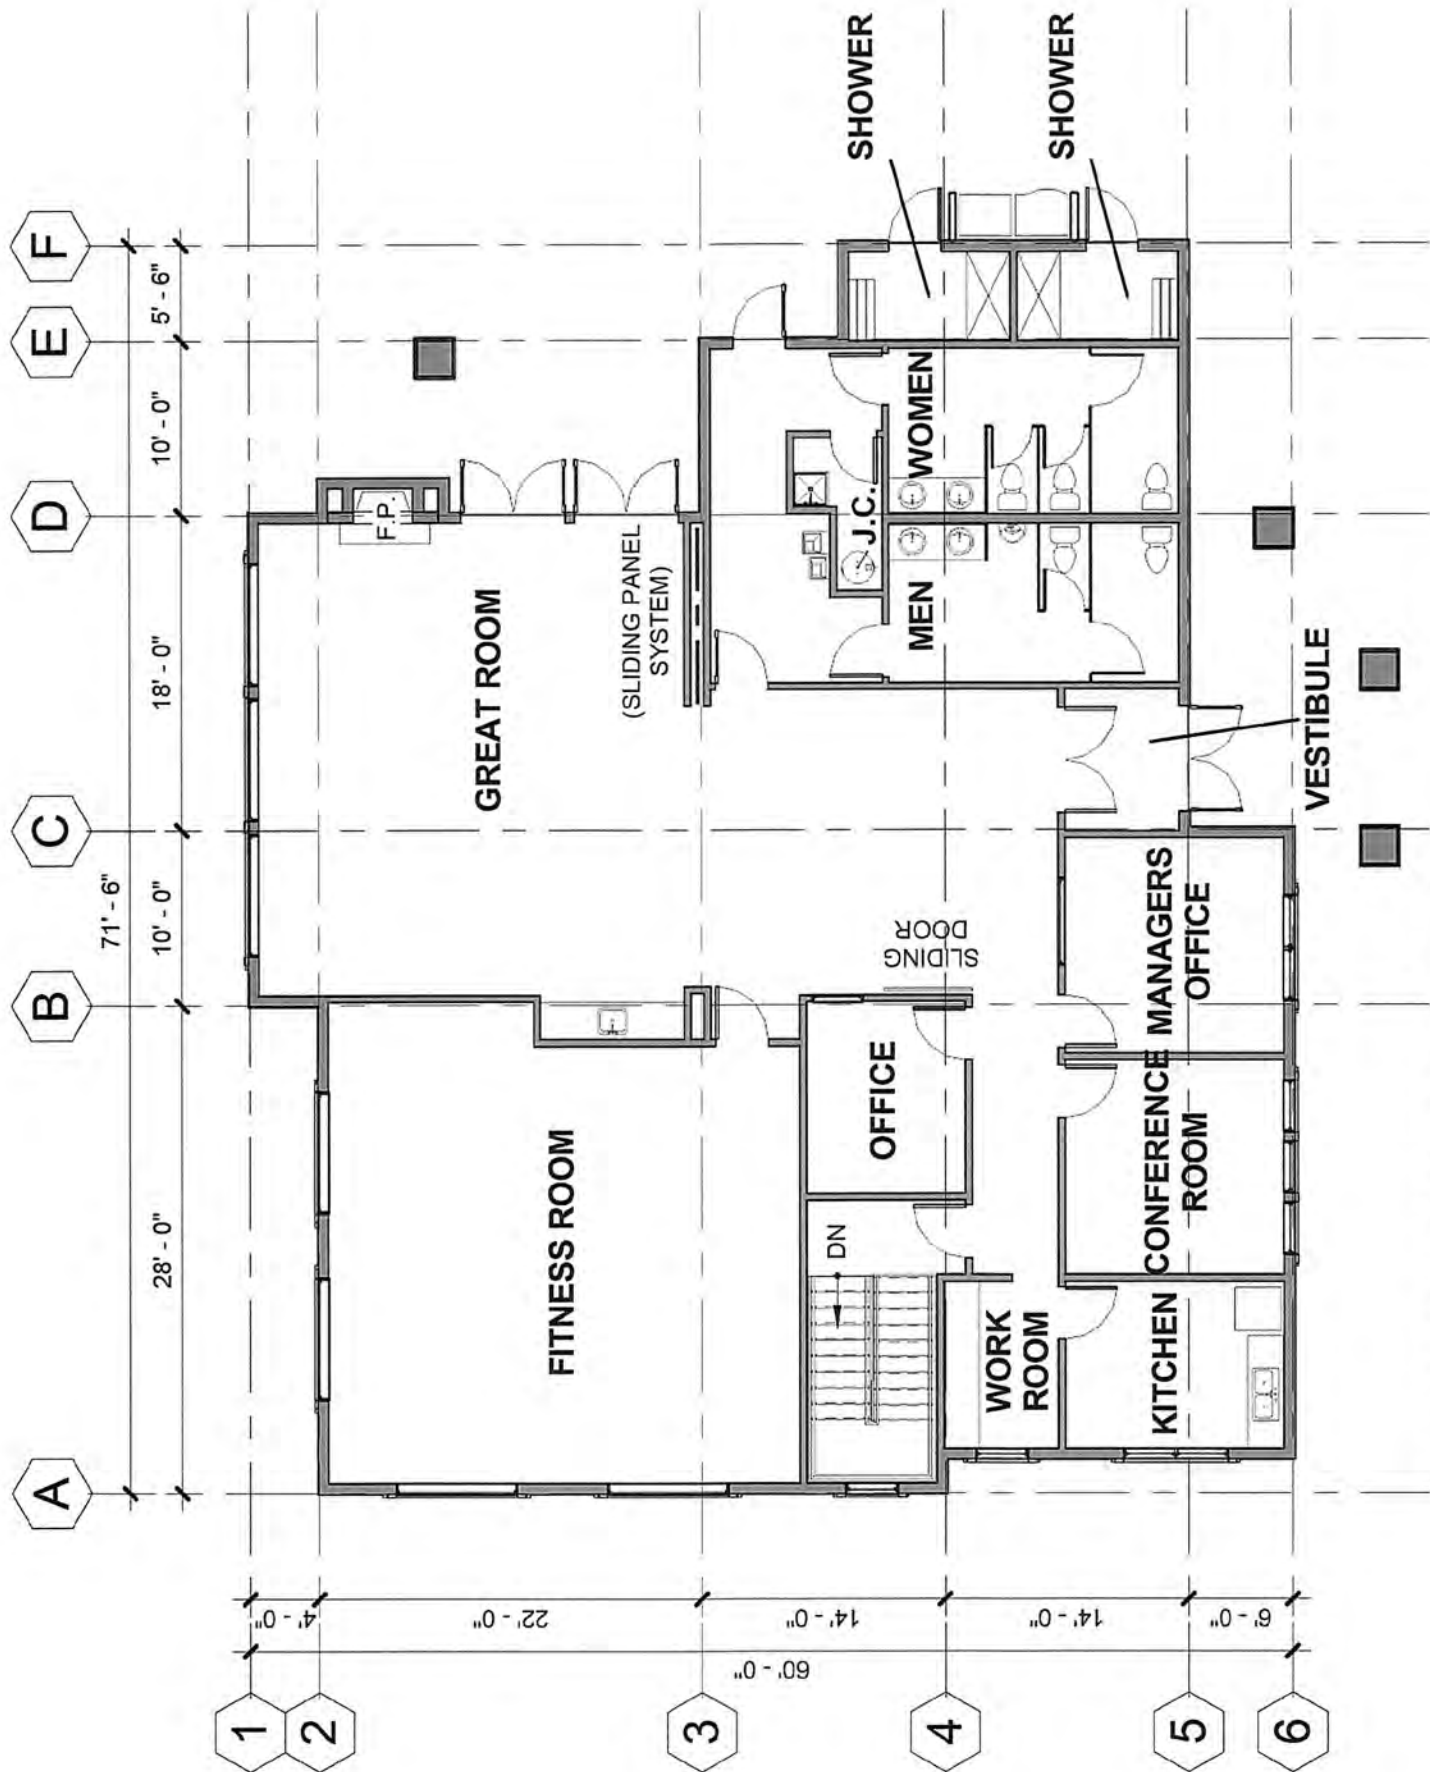 A
B
C
D
E
F
71' - 6"
28' - 0"
10' - 0"
18' - 0"
10' - 0"
5' - 6"
1
2
3
4
5
6
60' - 0"
4' - 0"
22' - 0"
14' - 0"
14' - 0"
6' - 0"
F.P.
GREAT ROOM
(SLIDING PANEL
SYSTEM)
FITNESS ROOM
SLIDING
DOOR
OFFICE
DN
J.C.
WOMEN
MEN
SHOWER
SHOWER
WORK
ROOM
KITCHEN
CONFERENCE
ROOM
MANAGERS
OFFICE
VESTIBULE